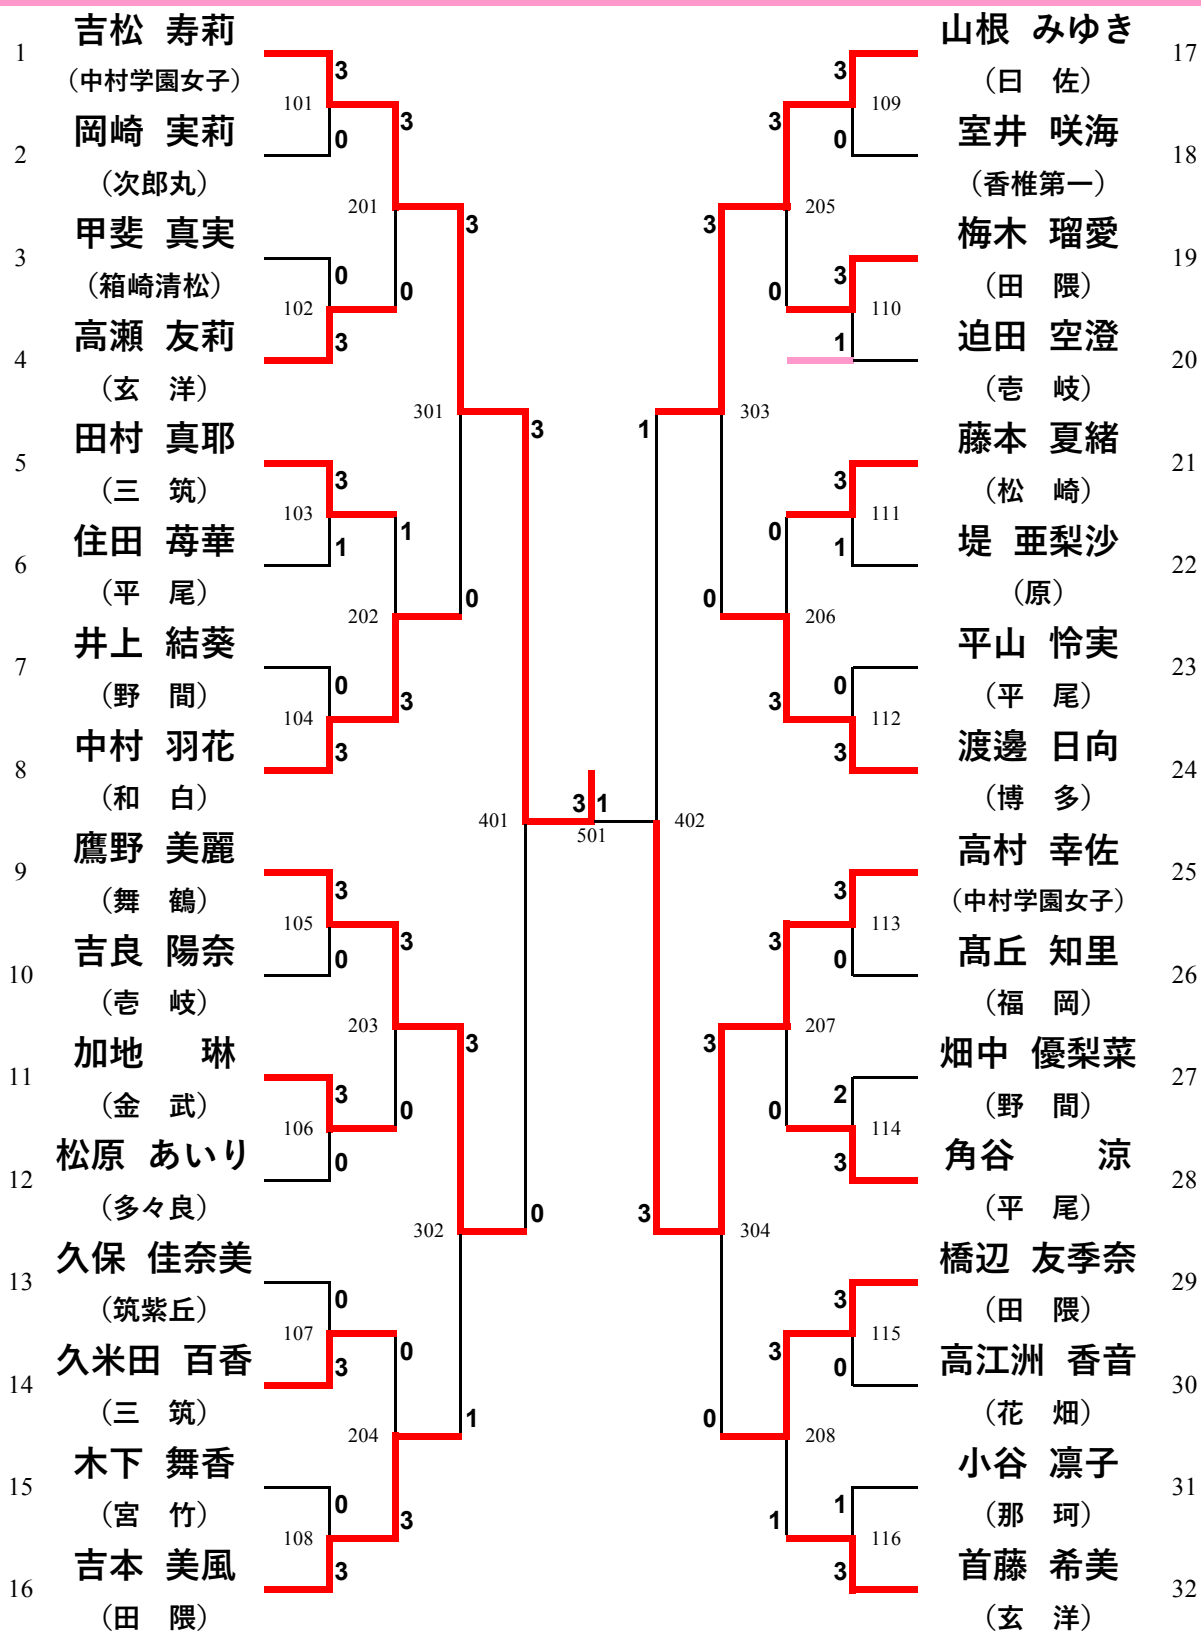 1 吉松 寿莉
(中村学園女子)
2 岡崎 実莉
(次郎丸)
3 甲斐 真実
(箱崎清松)
4 高瀬 友莉
(玄 洋)
5 田村 真耶
(三 筑)
6 住田 苺華
(平 尾)
7 井上 結葵
(野 間)
8 中村 羽花
(和 白)
9 鷹野 美麗
(舞 鶴)
10 吉良 陽奈
(壱 岐)
11 加地 琳
(金 武)
12 松原 あいり
(多々良)
13 久保 佳奈美
(筑紫丘)
14 久米田 百香
(三 筑)
15 木下 舞香
(宮 竹)
16 吉本 美風
(田 隈)
101 3 0
102 0 3
103 3 1
104 0 3
105 3 0
106 3 0
107 0 3
108 0 3
201 3 0
202 1 3
203 3 0
204 0 3
301 3 0
302 3 1
401 3 0
501 3 1
402 1 3
303 3 0
304 3 0
205 3 0
206 0 3
207 3 0
208 3 1
109 3 0
110 3 1
111 3 1
112 0 3
113 3 0
114 2 3
115 3 0
116 1 3
山根 みゆき 17
(曰 佐)
室井 咲海 18
(香椎第一)
梅木 瑠愛 19
(田 隈)
迫田 空澄 20
(壱 岐)
藤本 夏緒 21
(松 崎)
堤 亜梨沙 22
(原)
平山 怜実 23
(平 尾)
渡邊 日向 24
(博 多)
高村 幸佐 25
(中村学園女子)
髙丘 知里 26
(福 岡)
畑中 優梨菜 27
(野 間)
角谷 涼 28
(平 尾)
橋辺 友季奈 29
(田 隈)
高江洲 香音 30
(花 畑)
小谷 凛子 31
(那 珂)
首藤 希美 32
(玄 洋)